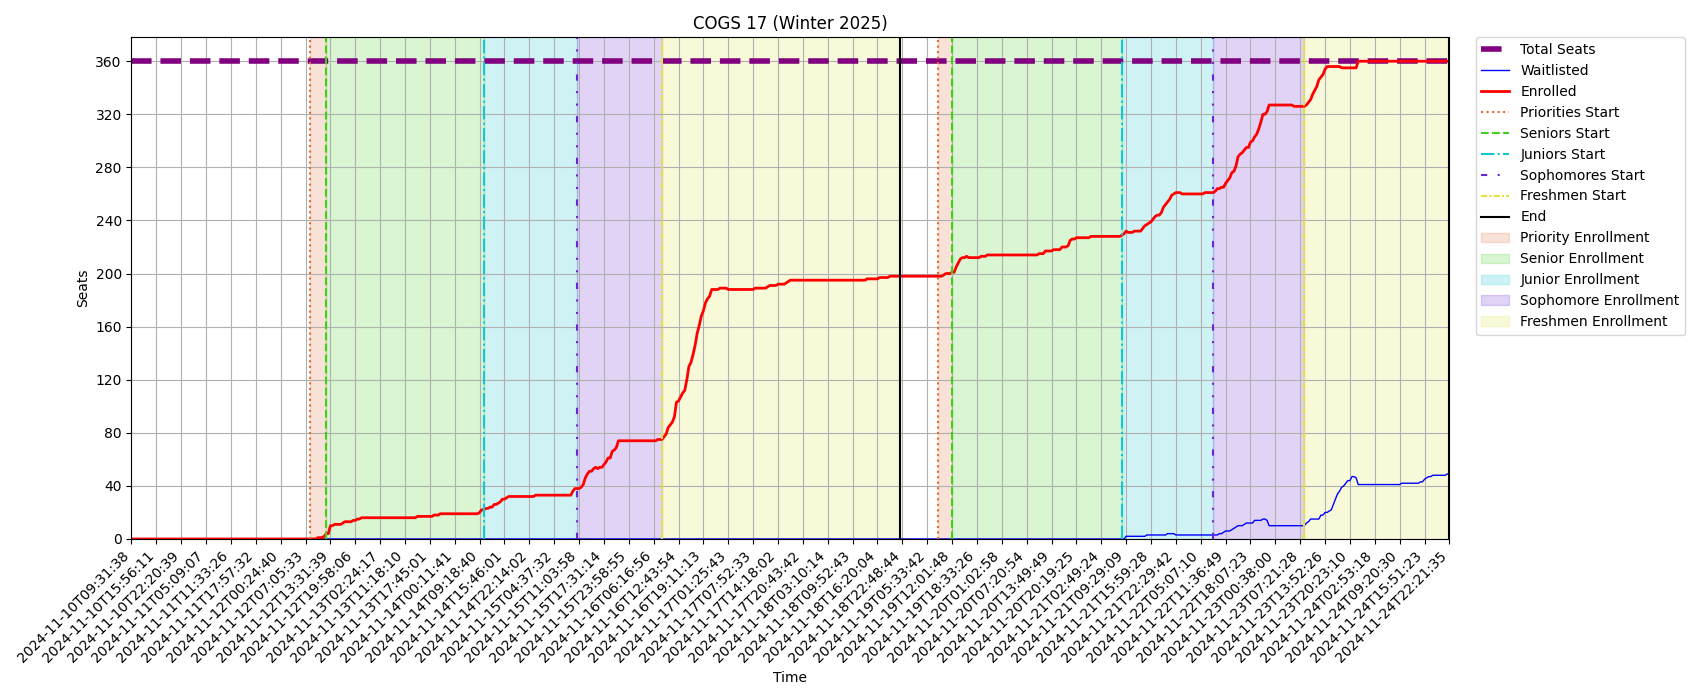 COGS 17 (Winter 2025)
Seats
360
320
280
240
200
160
120
80
40
0
2024-11-10T09:31:38
2024-11-10T15:56:11
2024-11-10T22:20:39
2024-11-11T05:09:07
2024-11-11T11:33:26
2024-11-11T17:57:32
2024-11-12T00:24:40
2024-11-12T07:05:33
2024-11-12T13:31:39
2024-11-12T19:58:06
2024-11-13T02:24:17
2024-11-13T11:18:10
2024-11-13T17:45:01
2024-11-14T00:11:41
2024-11-14T09:18:40
2024-11-14T15:46:01
2024-11-14T22:14:02
2024-11-15T04:37:32
2024-11-15T11:03:58
2024-11-15T17:31:14
2024-11-15T23:58:55
2024-11-16T06:16:56
2024-11-16T12:43:54
2024-11-16T19:11:13
2024-11-17T01:25:43
2024-11-17T07:52:33
2024-11-17T14:18:02
2024-11-17T20:43:42
2024-11-18T03:10:14
2024-11-18T09:52:43
2024-11-18T16:20:04
2024-11-18T22:48:44
2024-11-19T05:33:42
2024-11-19T12:01:48
2024-11-19T18:33:26
2024-11-20T01:02:58
2024-11-20T07:20:54
2024-11-20T13:49:49
2024-11-20T20:19:25
2024-11-21T02:49:24
2024-11-21T09:29:09
2024-11-21T15:59:28
2024-11-21T22:29:42
2024-11-22T05:07:10
2024-11-22T11:36:49
2024-11-22T18:07:23
2024-11-23T00:38:00
2024-11-23T07:21:28
2024-11-23T13:52:26
2024-11-23T20:23:10
2024-11-24T02:53:18
2024-11-24T09:20:30
2024-11-24T15:51:23
2024-11-24T22:21:35
Time
Total Seats
Waitlisted
Enrolled
Priorities Start
Seniors Start
Juniors Start
Sophomores Start
Freshmen Start
End
Priority Enrollment
Senior Enrollment
Junior Enrollment
Sophomore Enrollment
Freshmen Enrollment